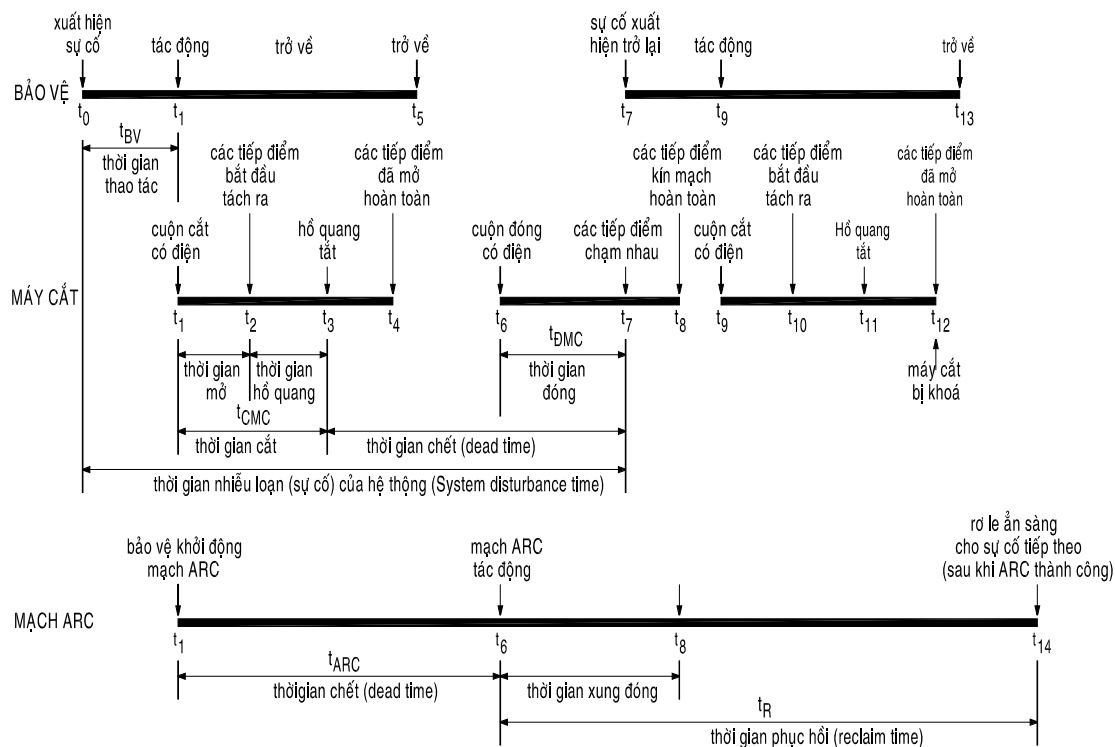 xuất hiện
sự cố
tác động
trở về
trở về
sự cố xuất
hiện trở lại
tác động
trở về
BẢO VỆ
t0
t1
t5
t7
t9
t13
tBV
thời gian
thao tác
các tiếp điểm
bắt đầu
tách ra
các tiếp điểm
đã mở
hoàn toàn
các tiếp điểm
kín mạch
hoàn toàn
các tiếp điểm
bắt đầu
tách ra
các tiếp điểm
đã mở
hoàn toàn
cuộn cắt
có điện
hồ quang
tắt
cuộn đóng
có điện
các tiếp điểm
chạm nhau
cuộn cắt
có điện
Hồ quang
tắt
MÁY CẮT
t1
t2
t3
t4
t6
t7
t8
t9
t10
t11
t12
thời gian
mở
thời gian
hồ quang
tĐMC
thời gian
đóng
máy cắt
bị khoá
tCMC
thời gian cắt
thời gian chết (dead time)
thời gian nhiễu loạn (sự cố) của hệ thộng (System disturbance time)
bảo vệ khởi động
mạch ARC
mạch ARC
tác động
rơ le ẳn sàng
cho sự cố tiếp theo
(sau khi ARC thành công)
MẠCH ARC
t1
t6
t8
t14
tARC
thờigian chết (dead time)
thời gian xung đóng
tR
thời gian phục hồi (reclaim time)